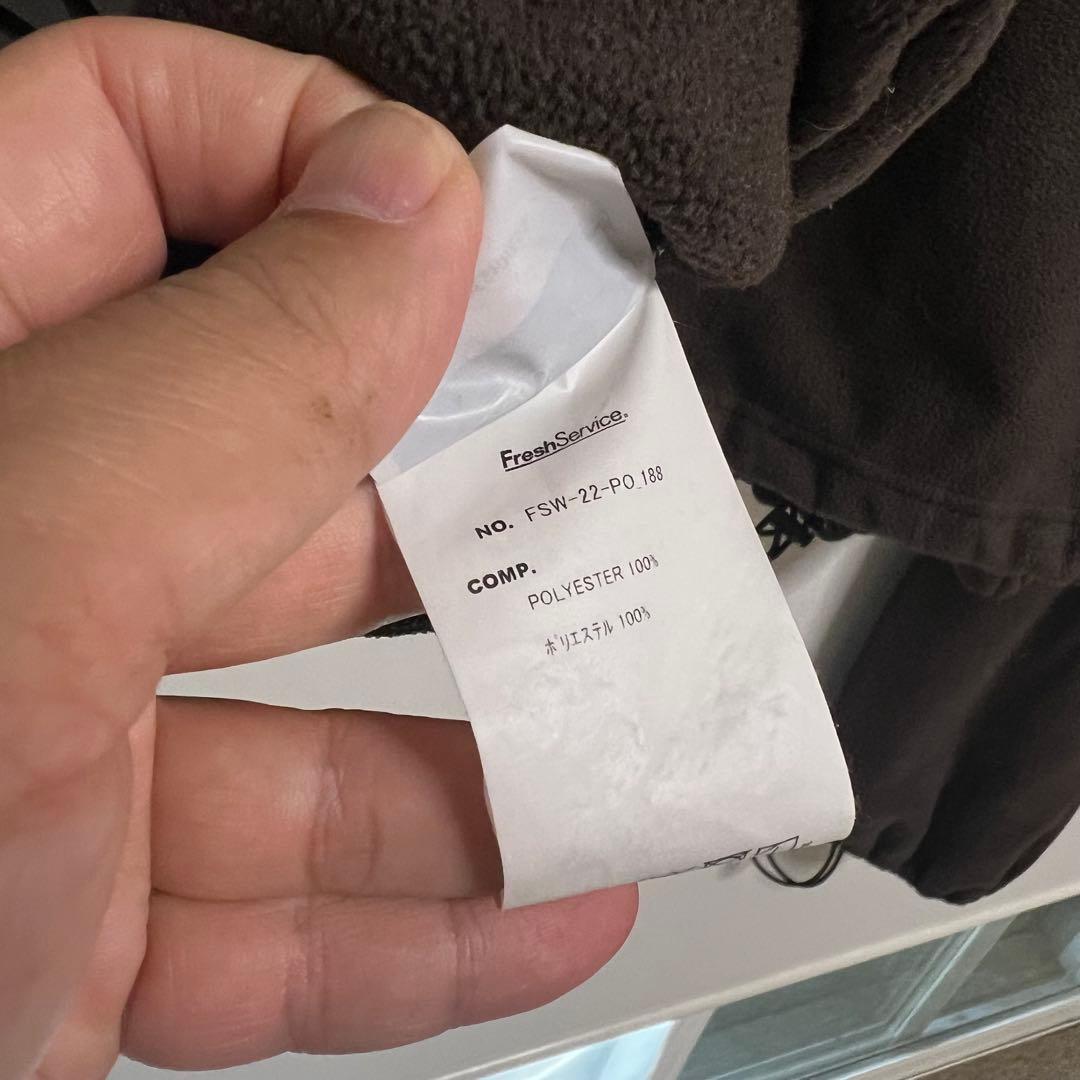 FreshService®
NO. FSW-22-PO_188
COMP.
POLYESTER 100%
ポリエステル 100%